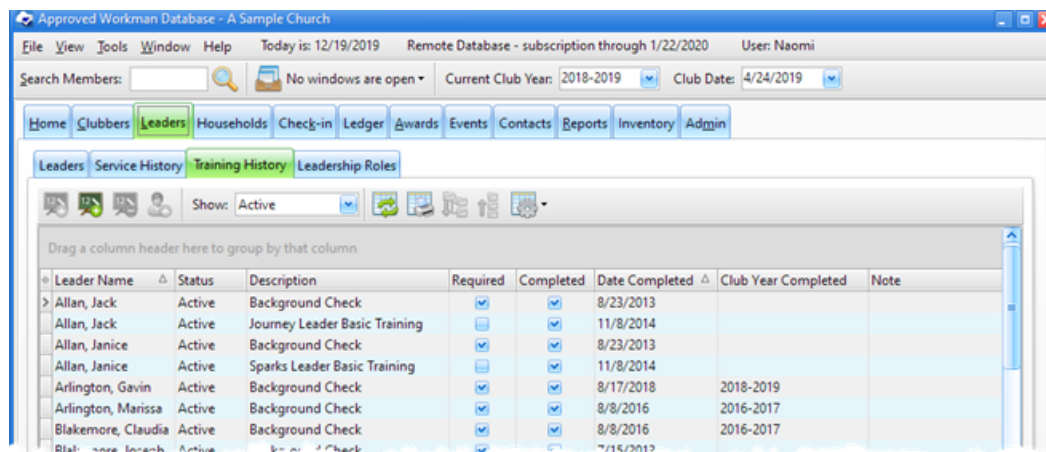 Approved Workman Database - A Sample Church
File View Tools Window Help Today is: 12/19/2019 Remote Database - subscription through 1/22/2020 User: Naomi
Search Members: No windows are open Current Club Year: 2018-2019 Club Date: 4/24/2019
Home Clubbers Leaders Households Check-in Ledger Awards Events Contacts Reports Inventory Admin
Leaders Service History Training History Leadership Roles
Show: Active
Drag a column header here to group by that column
Leader Name Status Description Required Completed Date Completed Club Year Completed Note
Allan, Jack Active Background Check 8/23/2013
Allan, Jack Active Journey Leader Basic Training 11/8/2014
Allan, Janice Active Background Check 8/23/2013
Allan, Janice Active Sparks Leader Basic Training 11/8/2014
Arlington, Gavin Active Background Check 8/17/2018 2018-2019
Arlington, Marissa Active Background Check 8/8/2016 2016-2017
Blakemore, Claudia Active Background Check 8/8/2016 2016-2017
Joseph Active Check